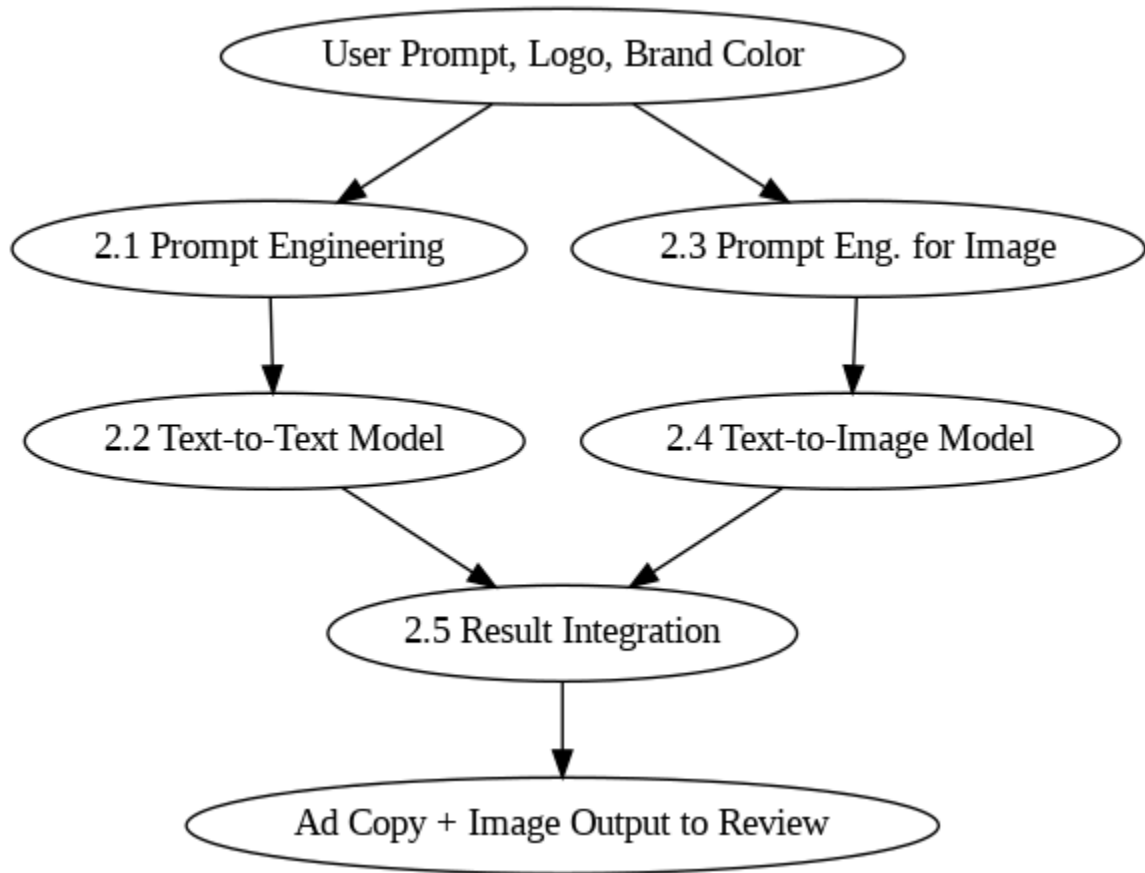 User Prompt, Logo, Brand Color
2.1 Prompt Engineering
2.3 Prompt Eng. for Image
2.2 Text-to-Text Model
2.4 Text-to-Image Model
2.5 Result Integration
Ad Copy + Image Output to Review